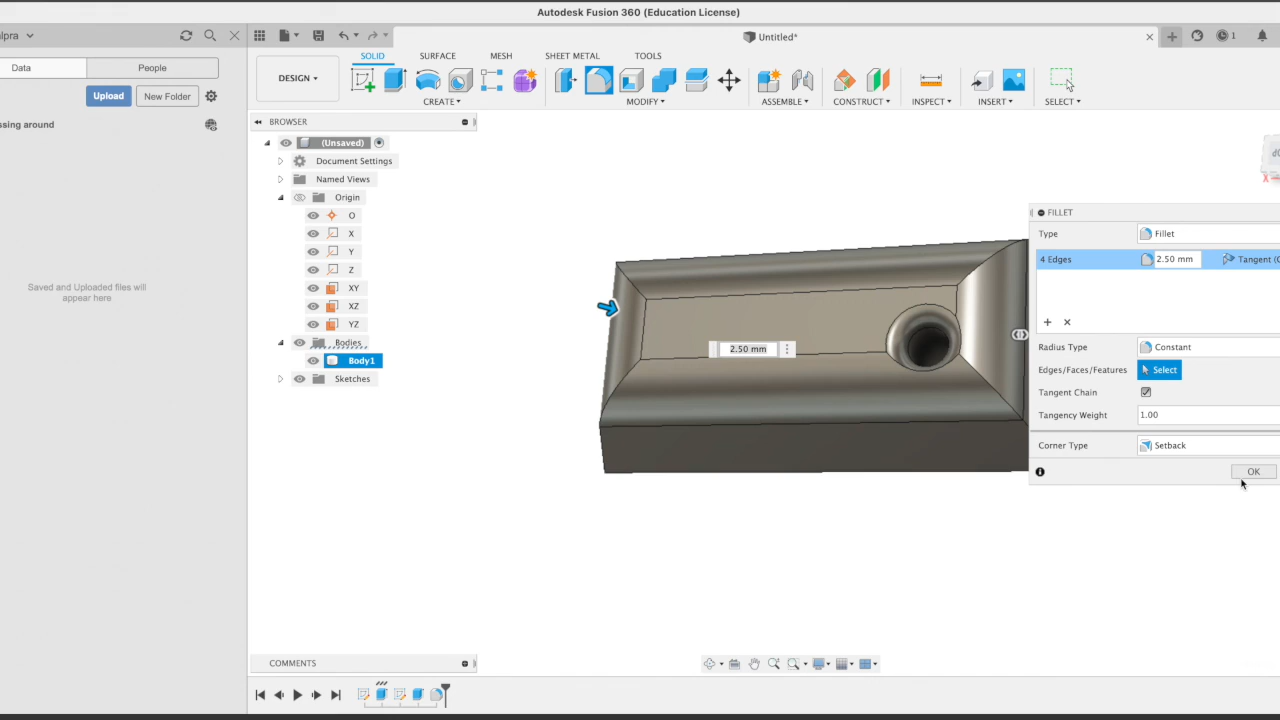 Autodesk Fusion 360 (Education License)
alpra
Untitled*
1
Data
People
SOLID
SURFACE
MESH
SHEET METAL
TOOLS
DESIGN
CREATE
MODIFY
ASSEMBLE
CONSTRUCT
INSPECT
INSERT
SELECT
Upload
New Folder
ssing around
Saved and Uploaded files will
appear here
BROWSER
(Unsaved)
Document Settings
Named Views
Origin
O
X
Y
Z
XY
XZ
YZ
Bodies
Body1
Sketches
2.50 mm
X
FILLET
Type
Fillet
4 Edges
2.50 mm
Tangent (G
Radius Type
Constant
Edges/Faces/Features
Select
Tangent Chain
Tangency Weight
1.00
Corner Type
Setback
OK
COMMENTS